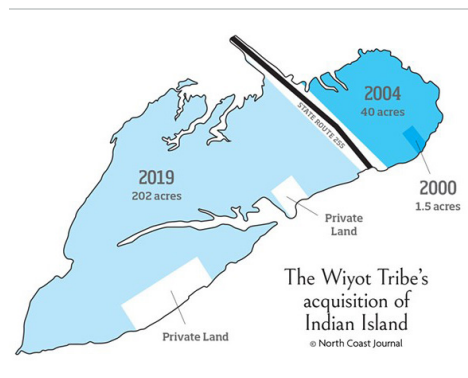 2004
40 acres
STATE ROUTE 255
2019
202 acres
2000
1.5 acres
Private
Land
The Wiyot Tribe's
acquisition of
Indian Island
© North Coast Journal
Private Land